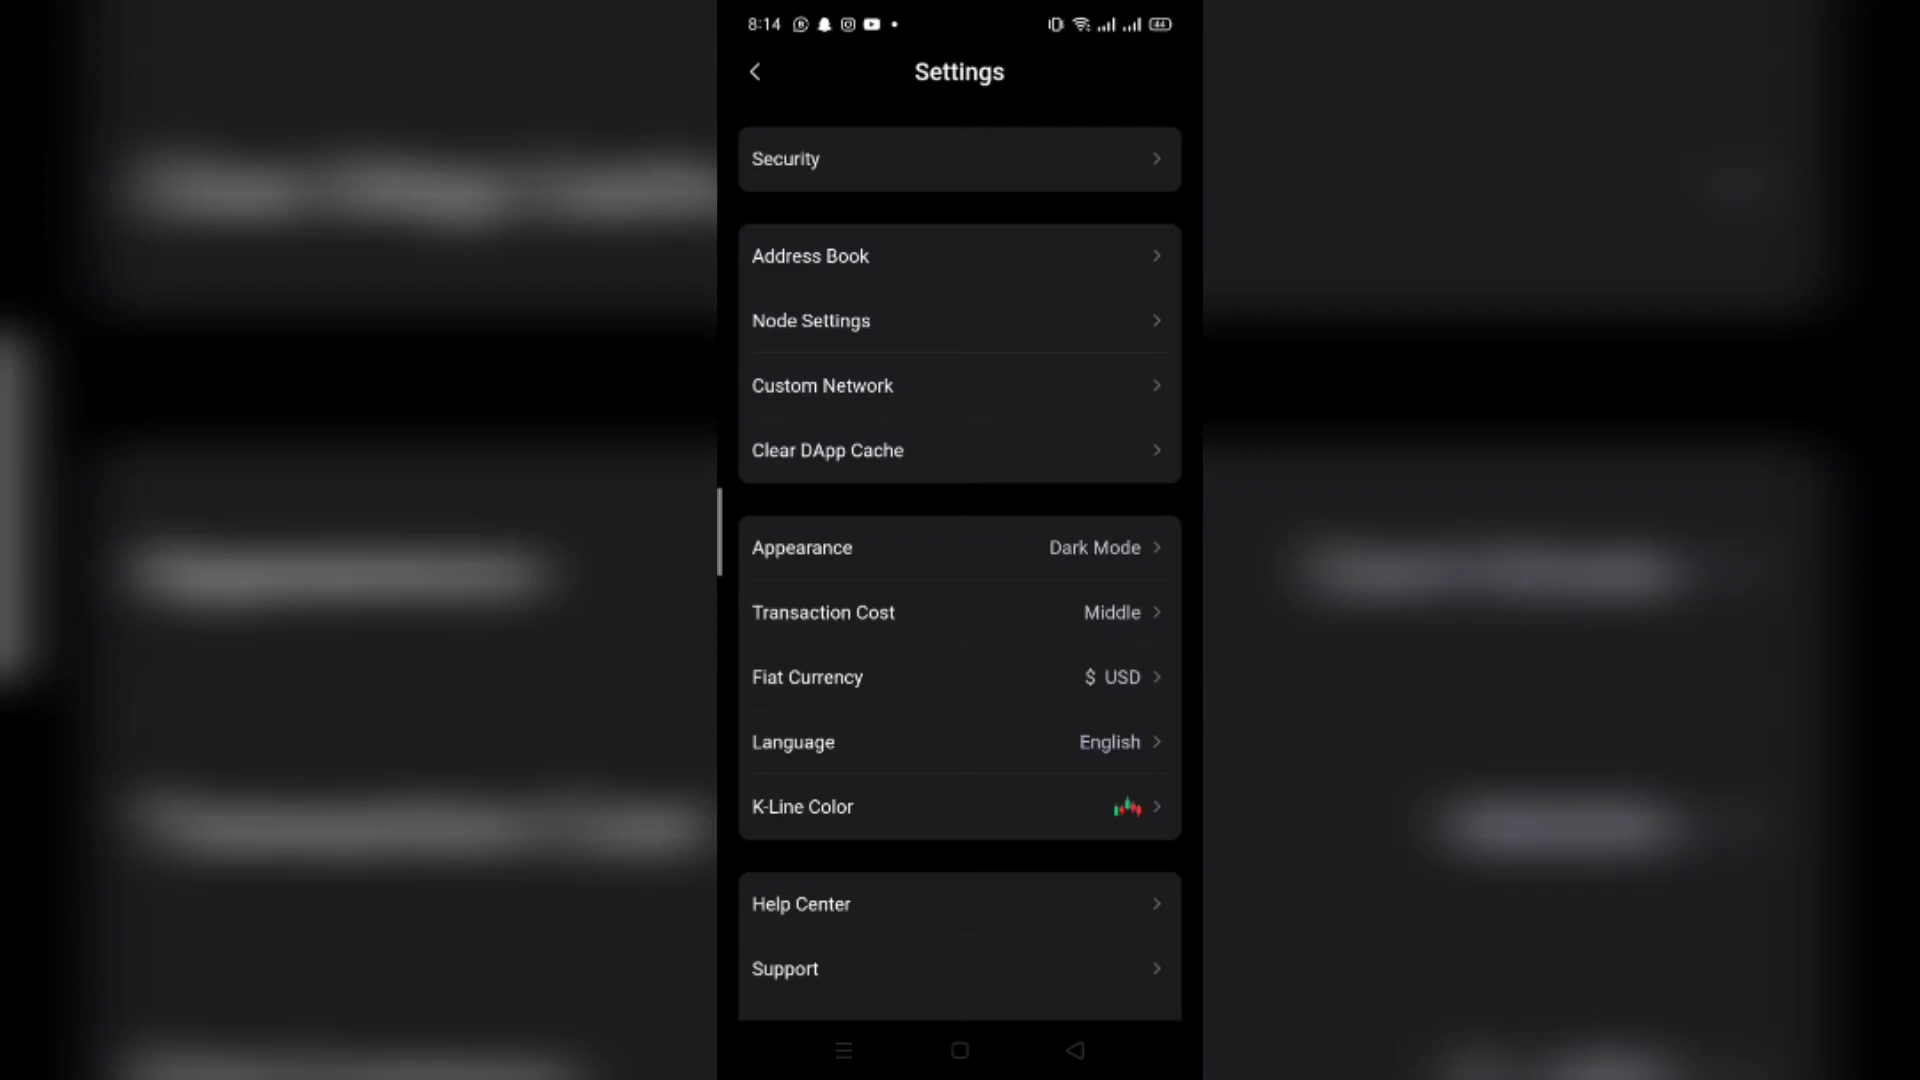 8:14 44
Settings
Security
Address Book
Node Settings
Custom Network
Clear DApp Cache
Appearance Dark Mode
Transaction Cost Middle
Fiat Currency $ USD
Language English
K-Line Color
Help Center
Support